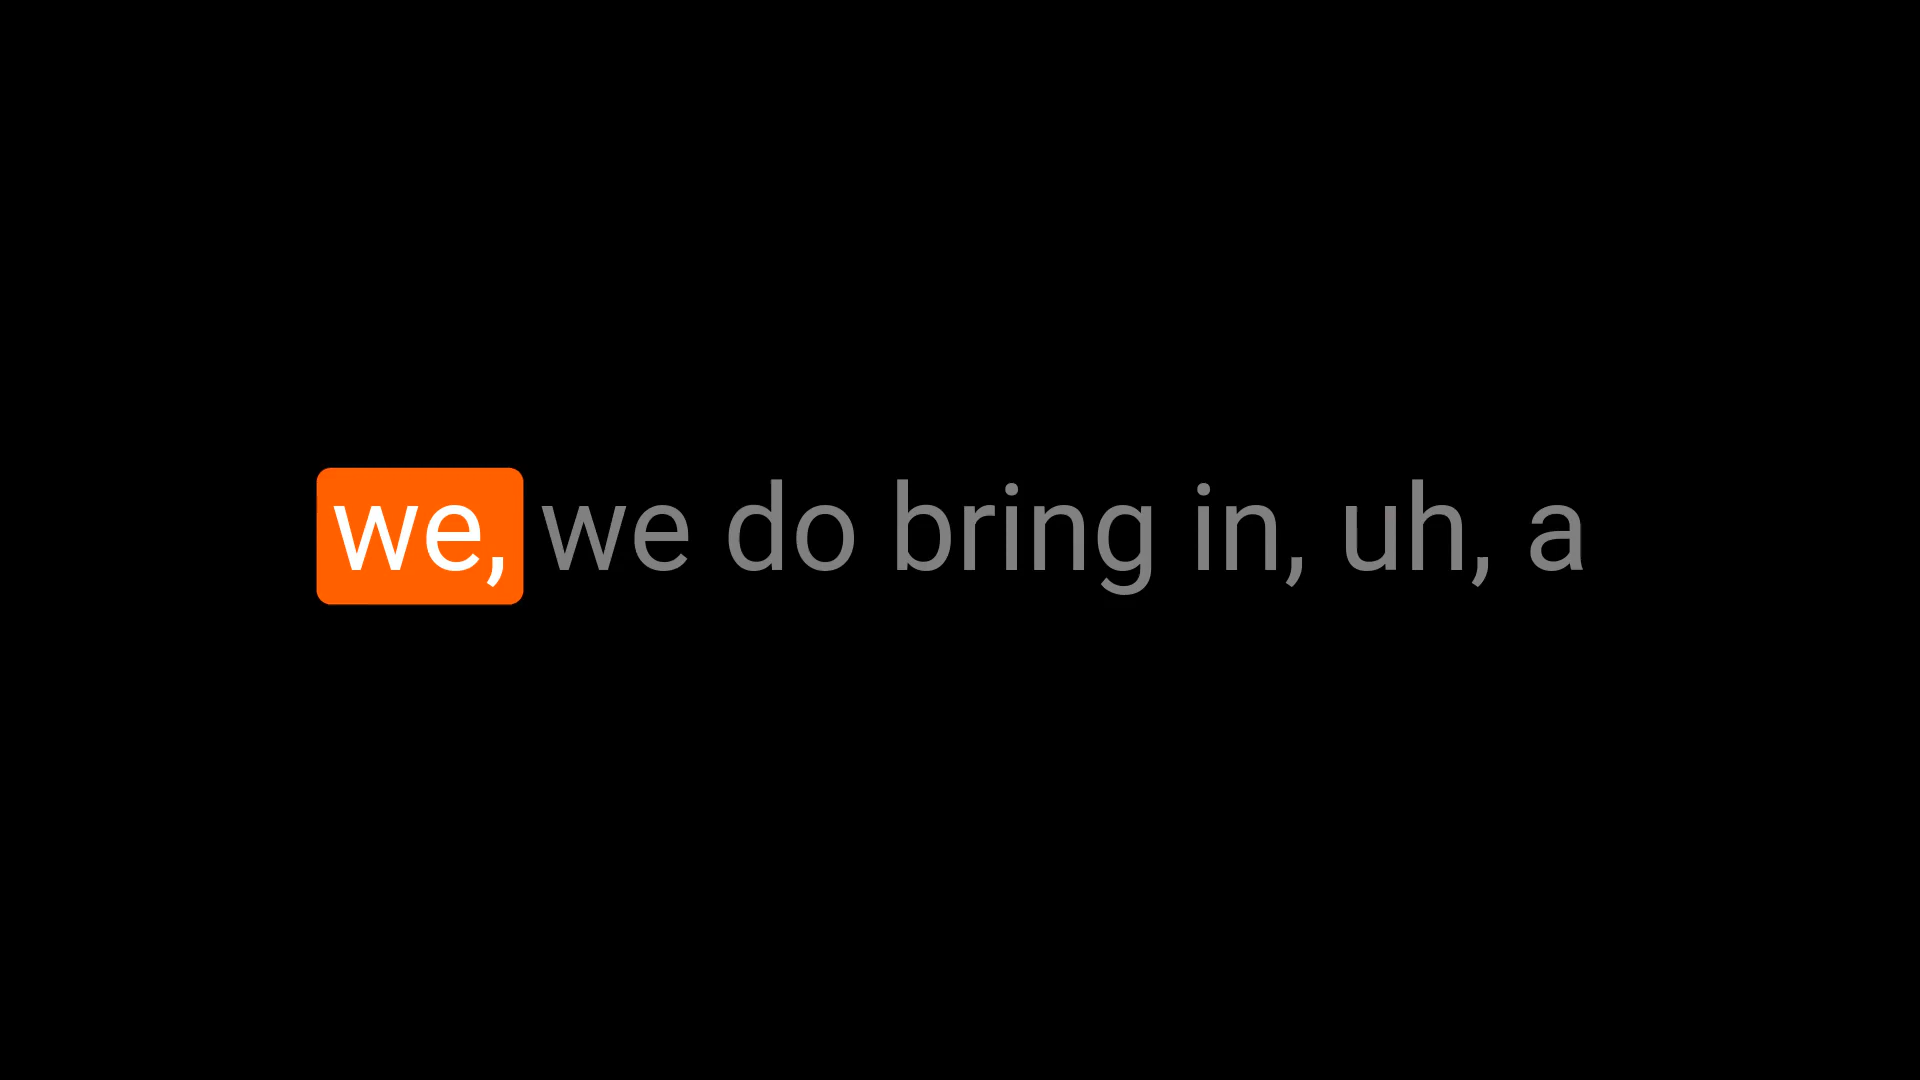 we, we do bring in, uh, a